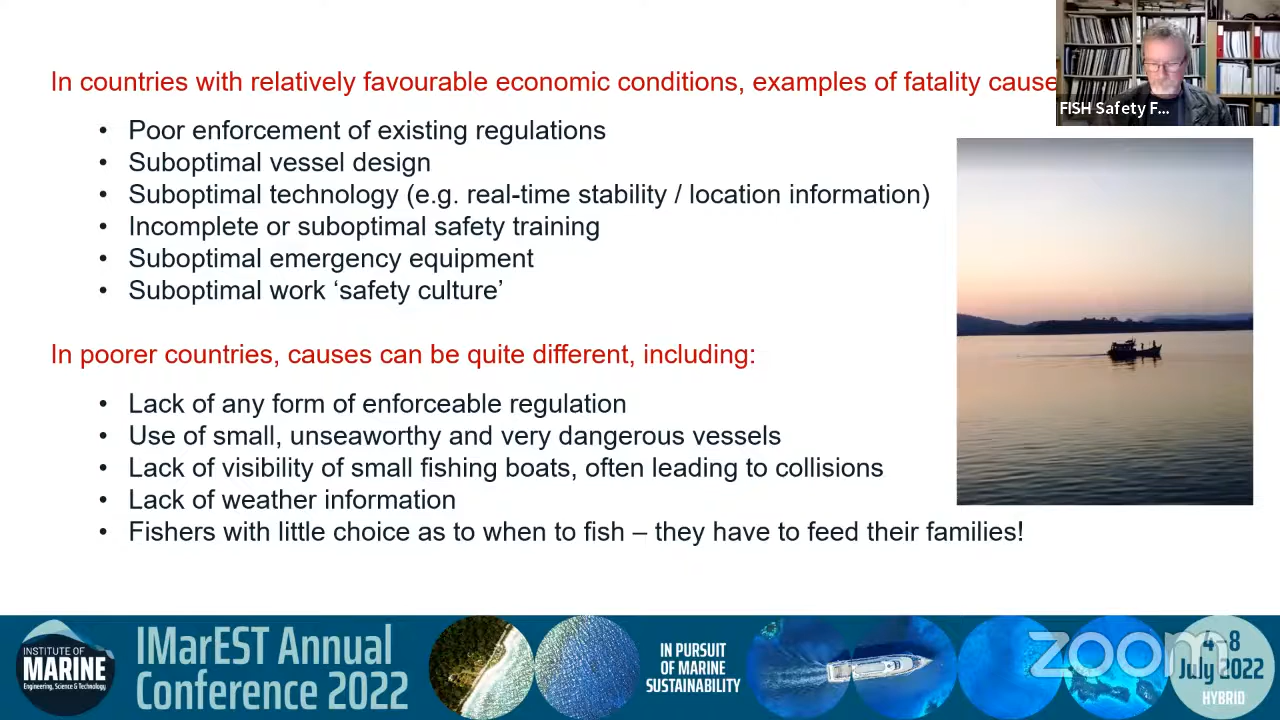 In countries with relatively favourable economic conditions, examples of fatality cause
FISH Safety F...
• Poor enforcement of existing regulations
• Suboptimal vessel design
• Suboptimal technology (e.g. real-time stability / location information)
• Incomplete or suboptimal safety training
• Suboptimal emergency equipment
• Suboptimal work ‘safety culture’
In poorer countries, causes can be quite different, including:
• Lack of any form of enforceable regulation
• Use of small, unseaworthy and very dangerous vessels
• Lack of visibility of small fishing boats, often leading to collisions
• Lack of weather information
• Fishers with little choice as to when to fish – they have to feed their families!
INSTITUTE OF
MARINE
Engineering, Science & Technology
IMarEST Annual
Conference 2022
IN PURSUIT
OF MARINE
SUSTAINABILITY
zoom
4–8
July 2022
HYBRID